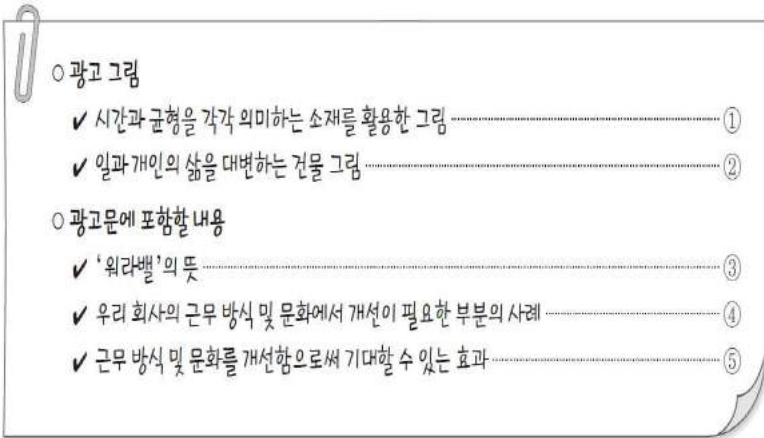 ○ 광고 그림
✔ 시간과 균형을 각각 의미하는 소재를 활용한 그림 ①
✔ 일과 개인의 삶을 대변하는 건물 그림 ②
○ 광고문에 포함할 내용
✔ ‘워라밸’의 뜻 ③
✔ 우리 회사의 근무 방식 및 문화에서 개선이 필요한 부분의 사례 ④
✔ 근무 방식 및 문화를 개선함으로써 기대할 수 있는 효과 ⑤